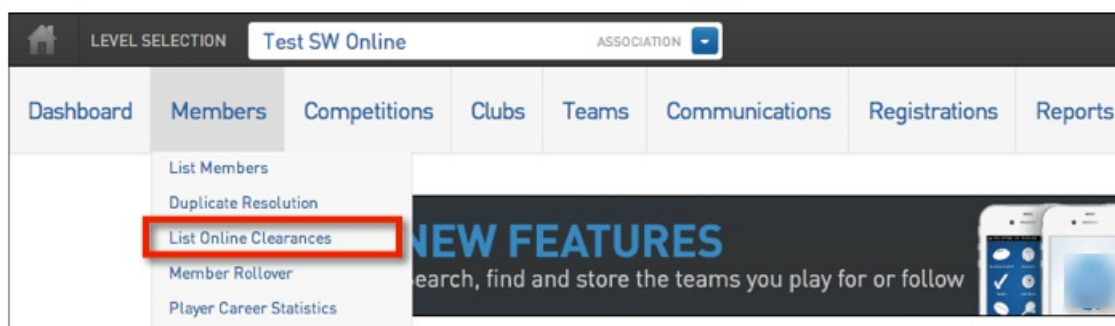 LEVEL SELECTION Test SW Online ASSOCIATION
Dashboard Members Competitions Clubs Teams Communications Registrations Reports
List Members
Duplicate Resolution
List Online Clearances
Member Rollover
Player Career Statistics
NEW FEATURES
earch, find and store the teams you play for or follow